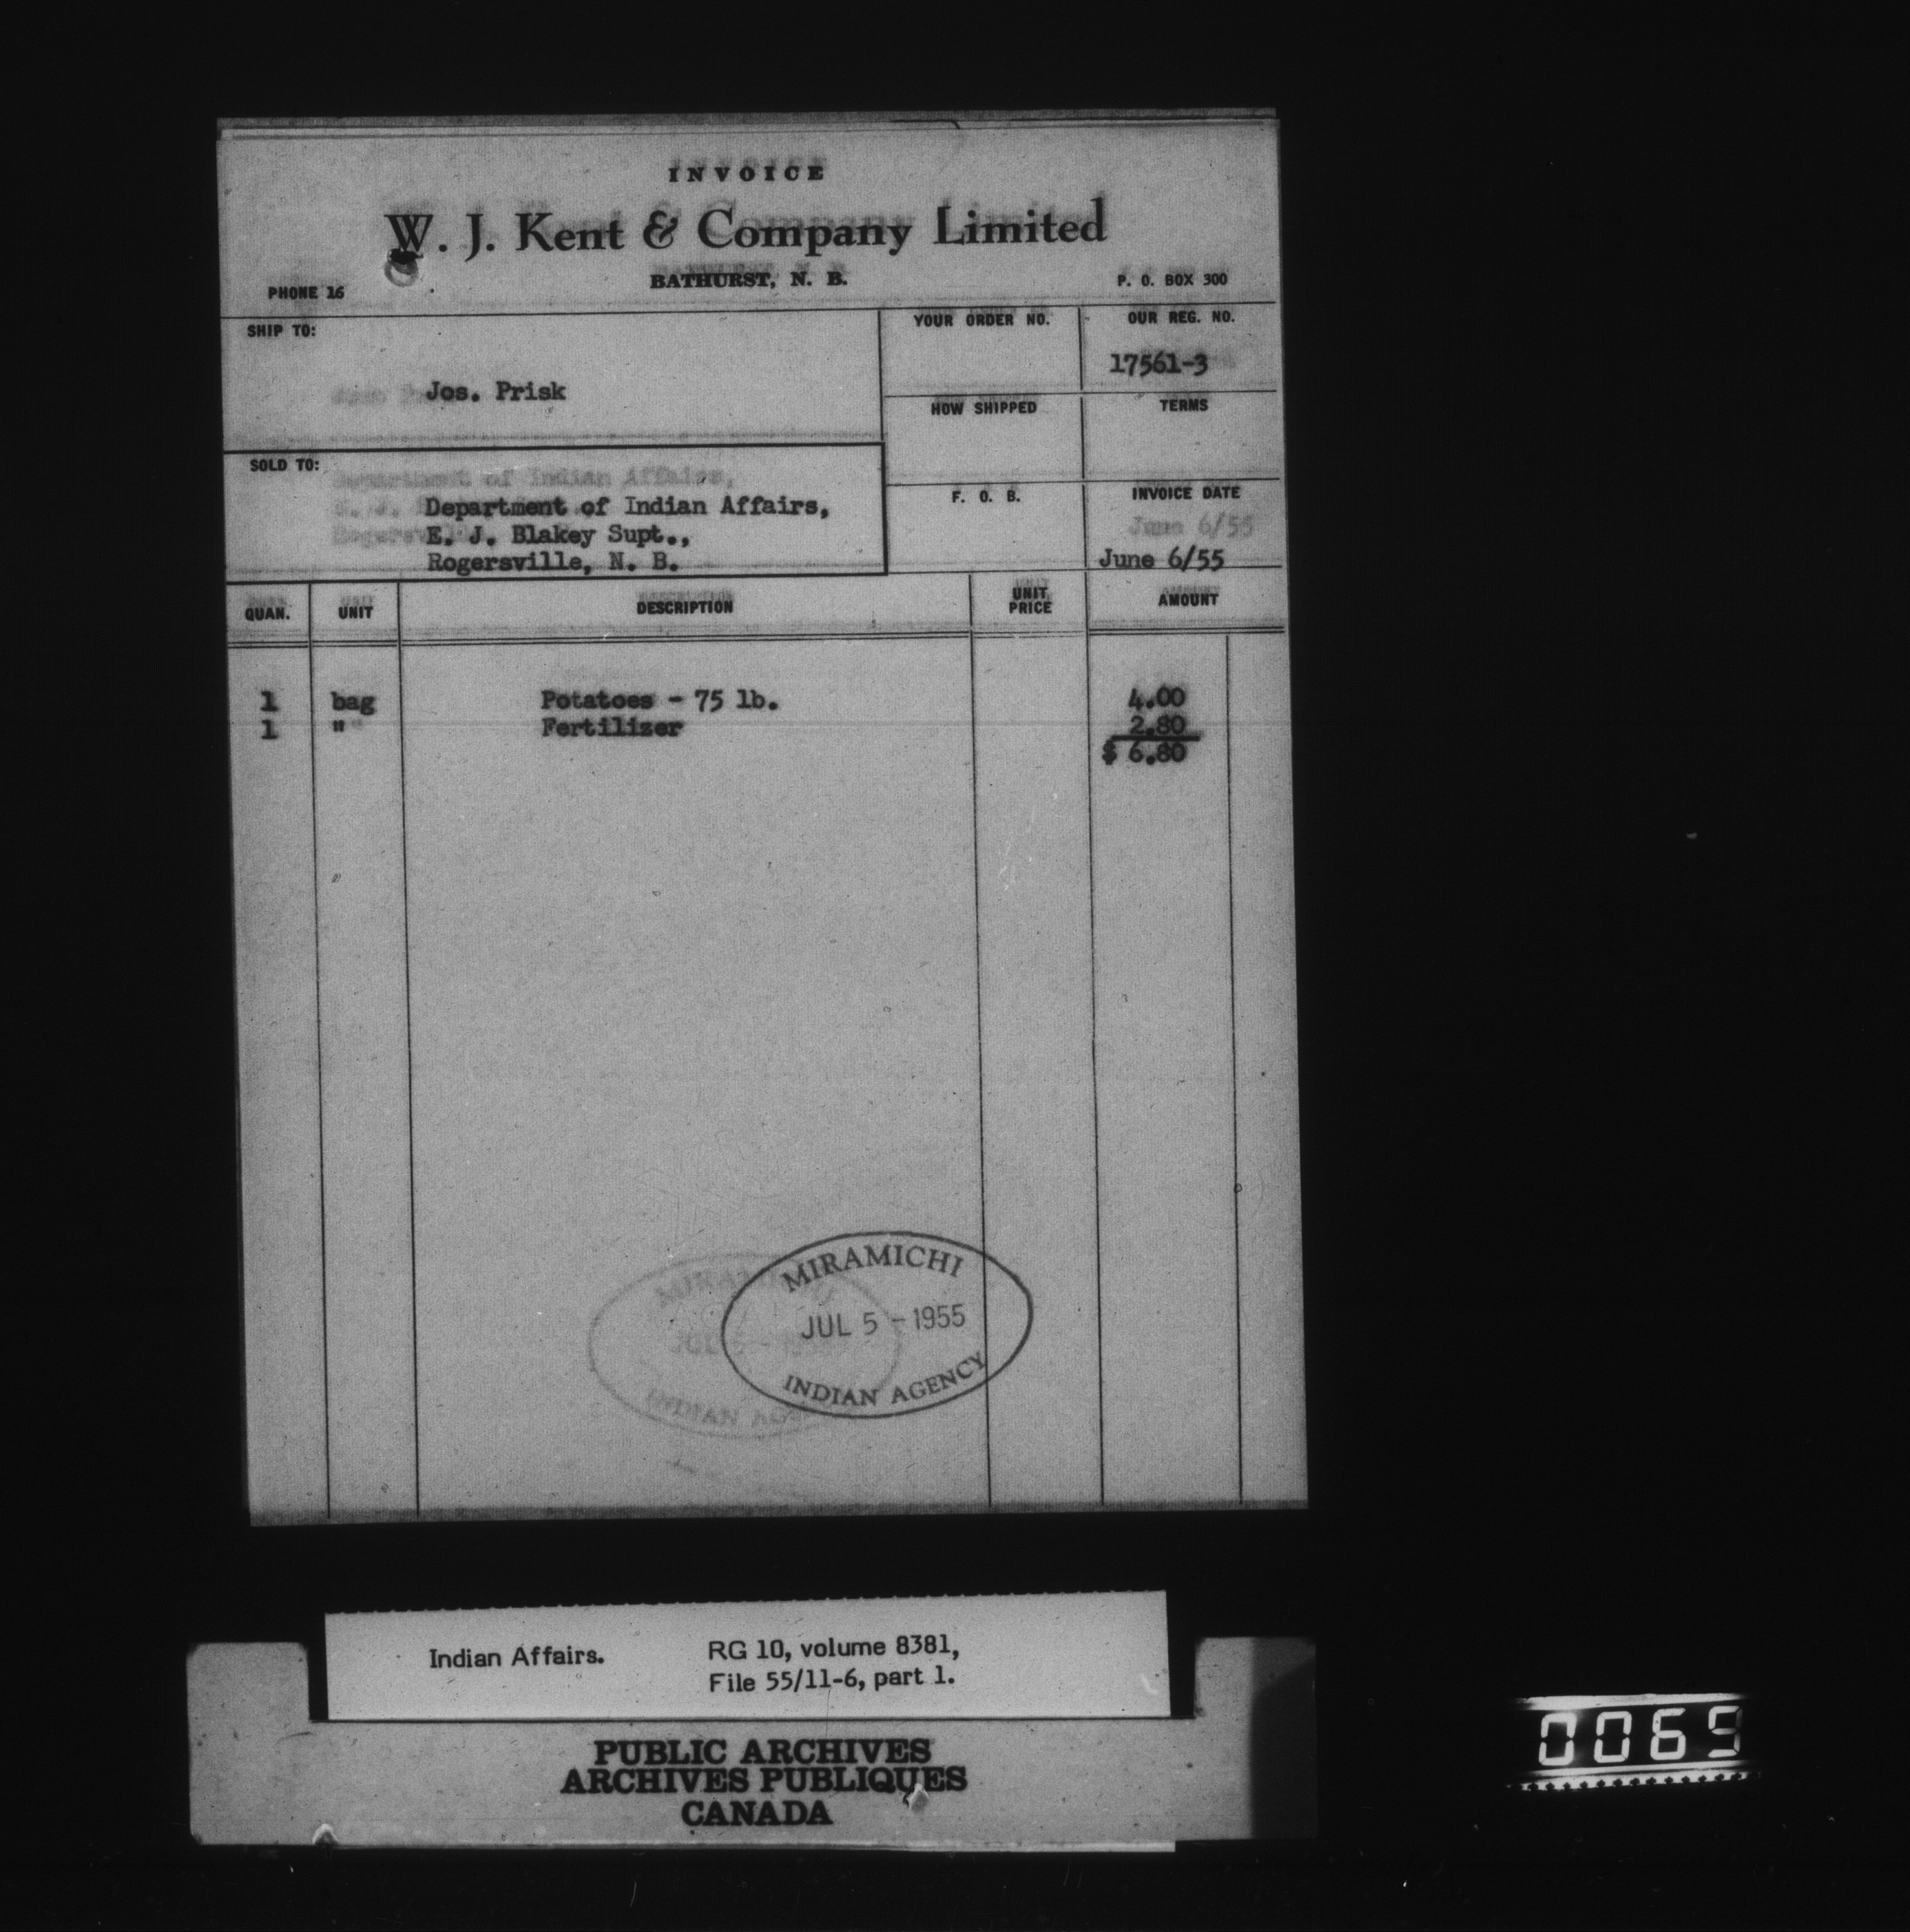 INVOICE
W. J. Kent & Company Limited
BATHURST, N. B.
PHONE 16
P. O. BOX 300
SHIP TO:
Jos. Prisk
YOUR ORDER NO.
OUR REG. NO.
17561-3
HOW SHIPPED
TERMS
SOLD TO:
Department of Indian Affairs,
E. J. Blakey Supt.,
Rogersville, N. B.
F. O. B.
INVOICE DATE
June 6/55
QUAN. UNIT DESCRIPTION UNIT PRICE AMOUNT
1 bag Potatoes - 75 lb. 4.00
1 " Fertilizer 2.80
$ 6.80
MIRAMICHI
JUL 5 - 1955
INDIAN AGENCY
Indian Affairs. RG 10, volume 8381,
File 55/11-6, part 1.
PUBLIC ARCHIVES
ARCHIVES PUBLIQUES
CANADA